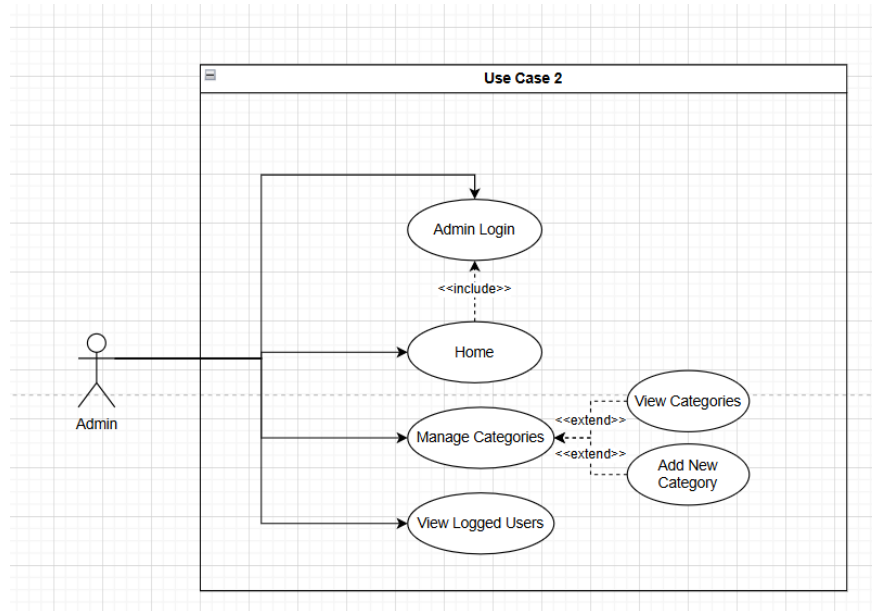 Use Case 2
Admin Login
<<include>>
Home
Admin
View Categories
<<extend>>
Manage Categories
<<extend>>
Add New
Category
View Logged Users